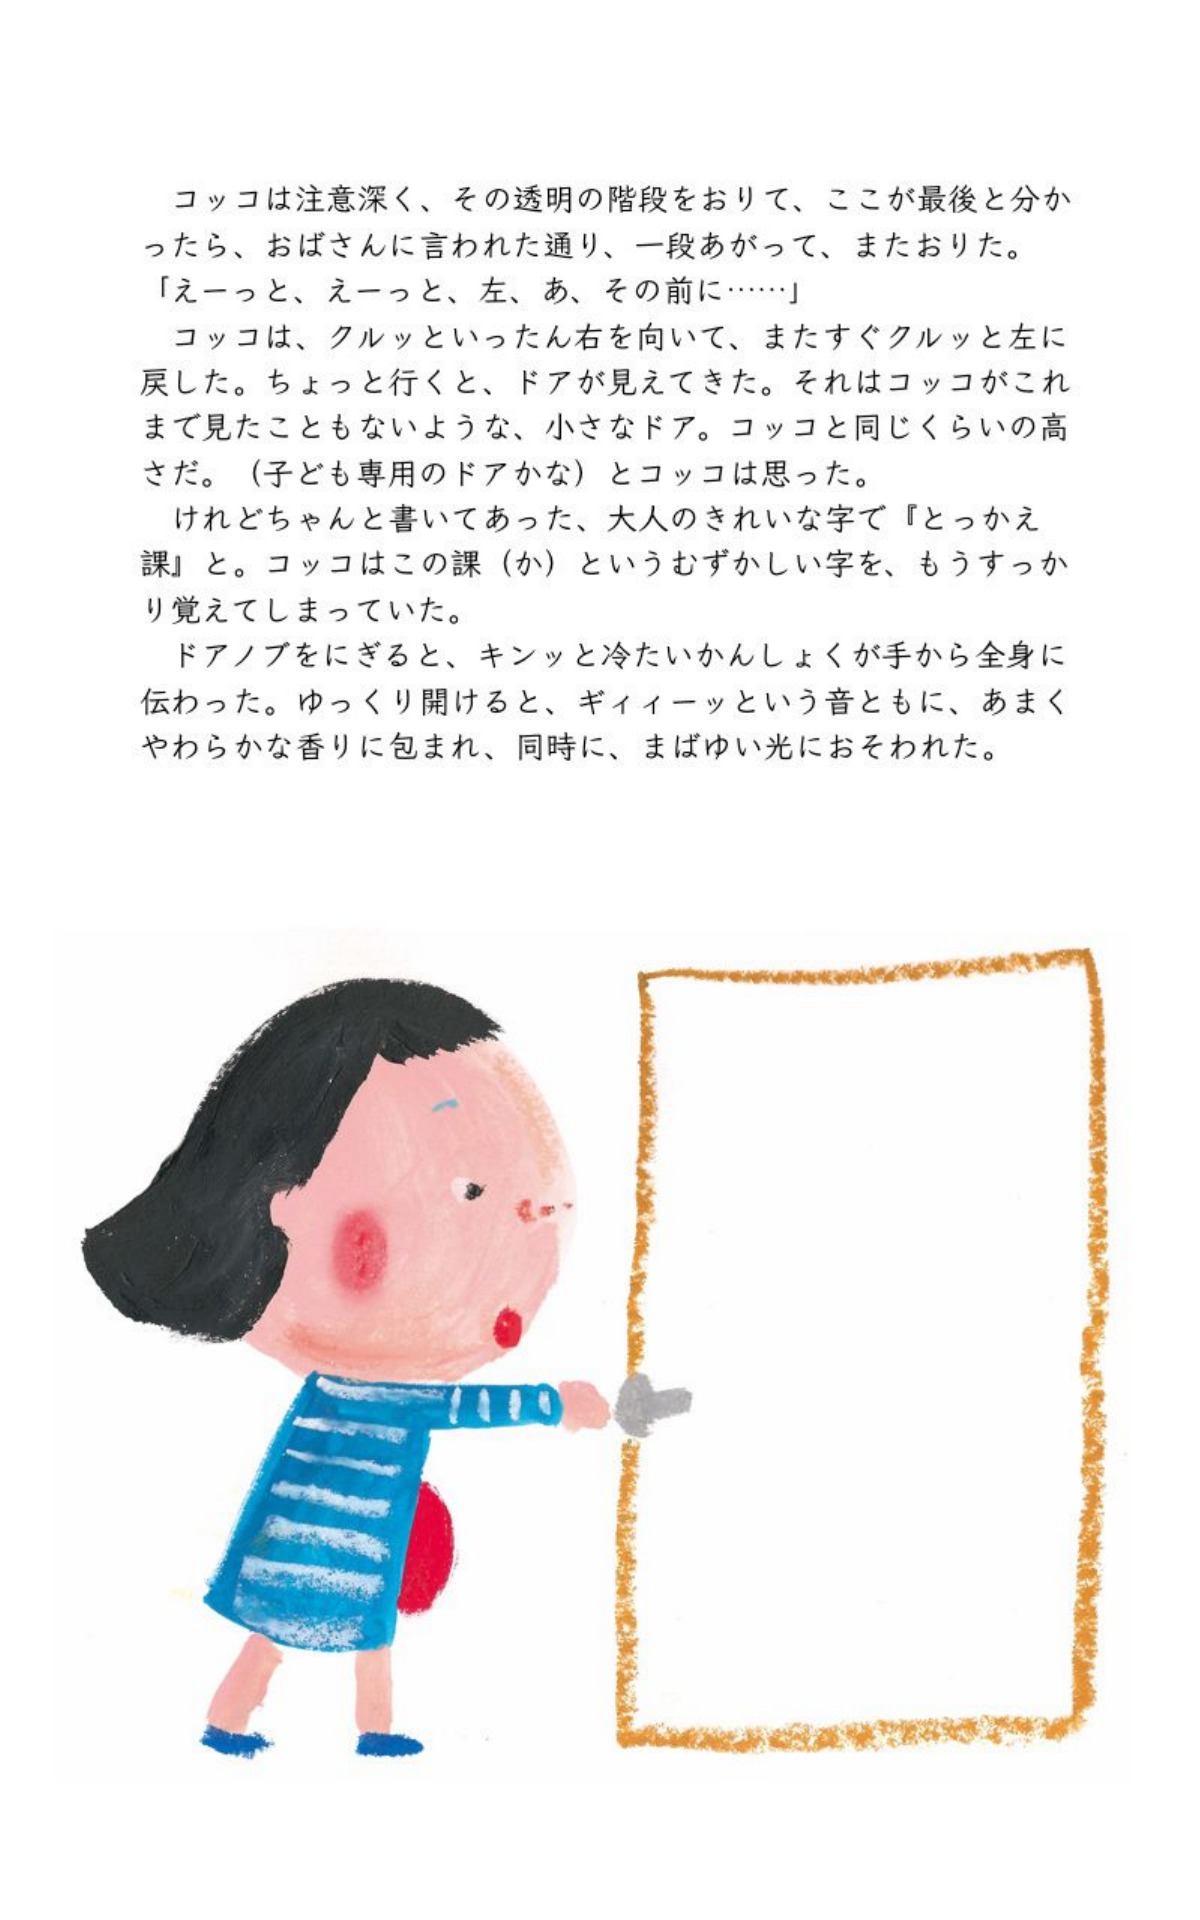 コッコは注意深く、その透明の階段をおりて、ここが最後と分か
ったら、おばさんに言われた通り、一段あがって、またおりた。
「えーっと、えーっと、左、あ、その前に……」
　コッコは、クルッといったん右を向いて、またすぐクルッと左に
戻した。ちょっと行くと、ドアが見えてきた。それはコッコがこれ
まで見たこともないような、小さなドア。コッコと同じくらいの高
さだ。（子ども専用のドアかな）とコッコは思った。
　けれどちゃんと書いてあった、大人のきれいな字で『とっかえ
課』と。コッコはこの課（か）というむずかしい字を、もうすっか
り覚えてしまっていた。
　ドアノブをにぎると、キンッと冷たいかんしょくが手から全身に
伝わった。ゆっくり開けると、ギィィーッという音ともに、あまく
やわらかな香りに包まれ、同時に、まばゆい光におそわれた。